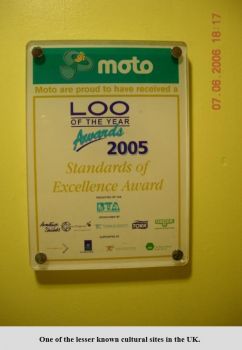 moto
Moto are proud to have received a
LOO
OF THE YEAR
Awards
2005
Standards of
Excellence Award
07.06.2006 18:17
One of the lesser known cultural sites in the UK.